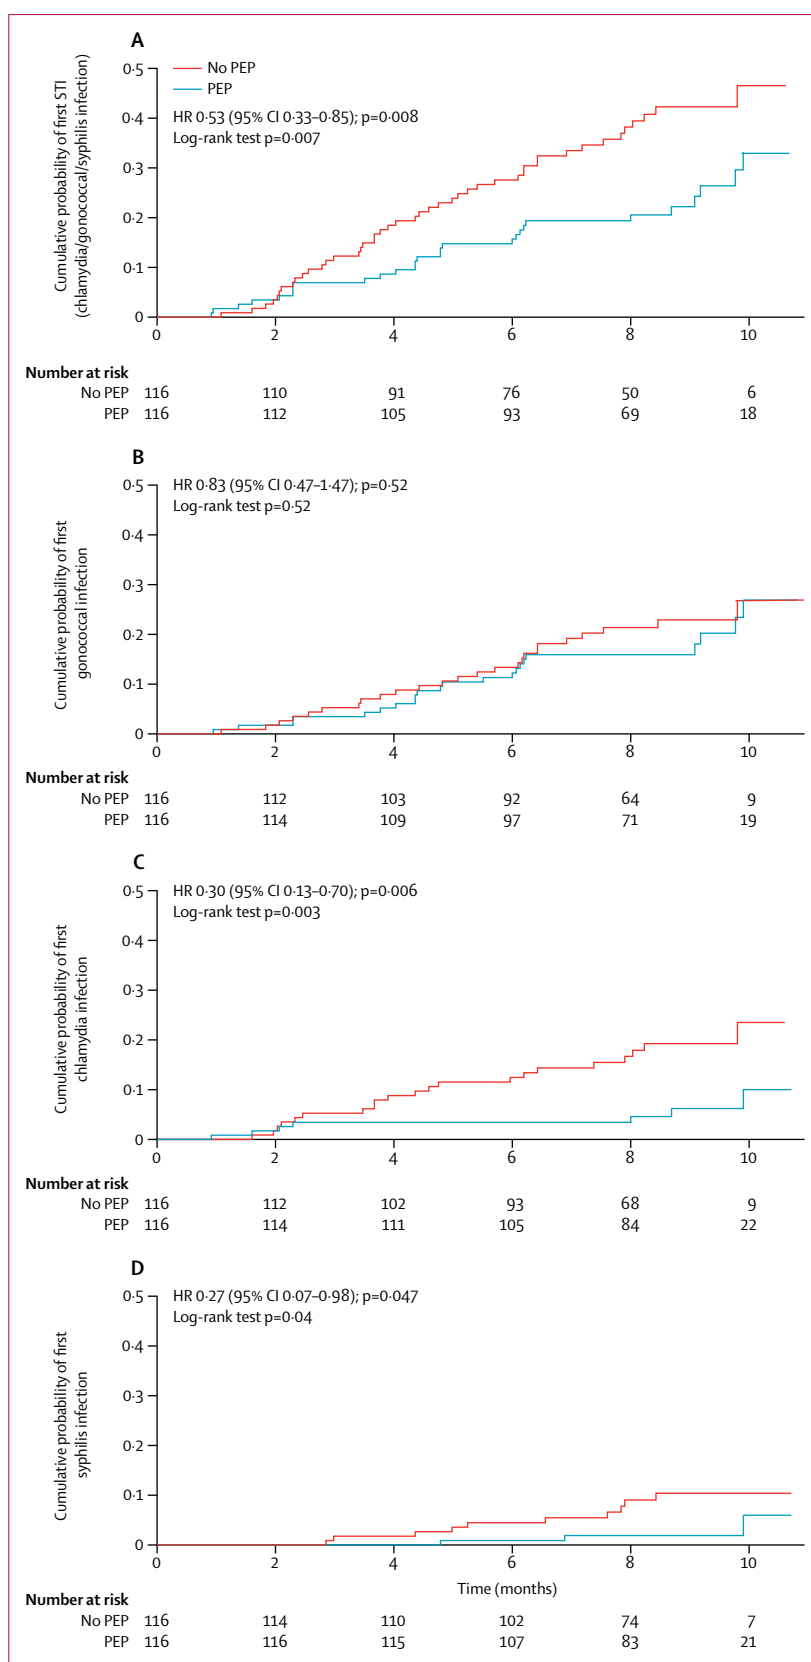 A
Cumulative probability of first STI
(chlamydia/gonococcal/syphilis infection)
No PEP
PEP
HR 0·53 (95% CI 0·33–0·85); p=0·008
Log-rank test p=0·007
0·5
0·4
0·3
0·2
0·1
0
0 2 4 6 8 10
Number at risk
No PEP 116 110 91 76 50 6
PEP 116 112 105 93 69 18
B
Cumulative probability of first
gonococcal infection
HR 0·83 (95% CI 0·47–1·47); p=0·52
Log-rank test p=0·52
0·5
0·4
0·3
0·2
0·1
0
0 2 4 6 8 10
Number at risk
No PEP 116 112 103 92 64 9
PEP 116 114 109 97 71 19
C
Cumulative probability of first
chlamydia infection
HR 0·30 (95% CI 0·13–0·70); p=0·006
Log-rank test p=0·003
0·5
0·4
0·3
0·2
0·1
0
0 2 4 6 8 10
Number at risk
No PEP 116 112 102 93 68 9
PEP 116 114 111 105 84 22
D
Cumulative probability of first
syphilis infection
HR 0·27 (95% CI 0·07–0·98); p=0·047
Log-rank test p=0·04
0·5
0·4
0·3
0·2
0·1
0
0 2 4 6 8 10
Time (months)
Number at risk
No PEP 116 114 110 102 74 7
PEP 116 116 115 107 83 21